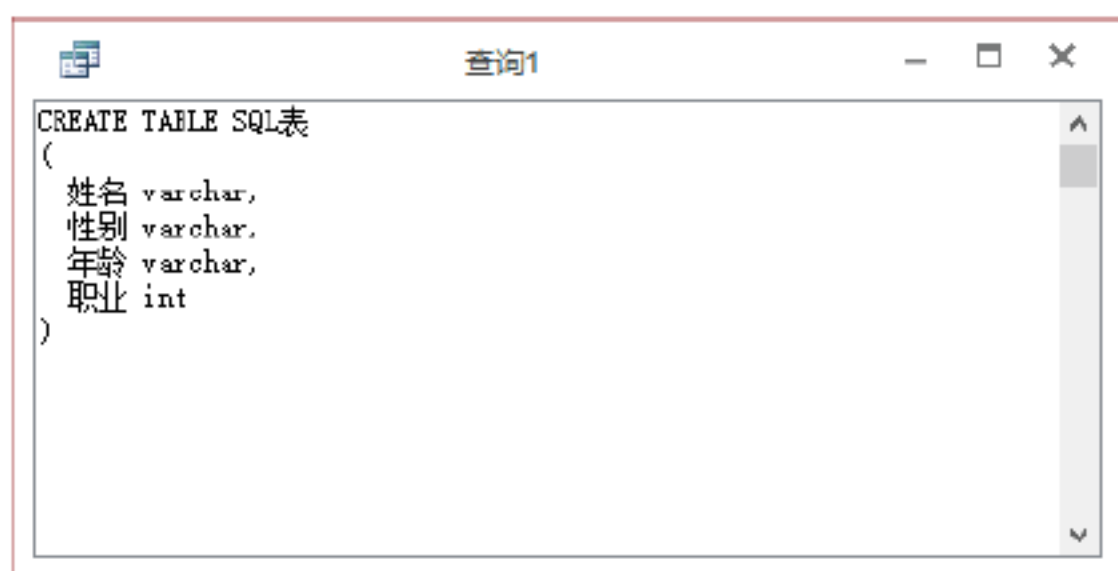 查询1
CREATE TABLE SQL表
(
姓名 varchar,
性别 varchar,
年龄 varchar,
职业 int
)